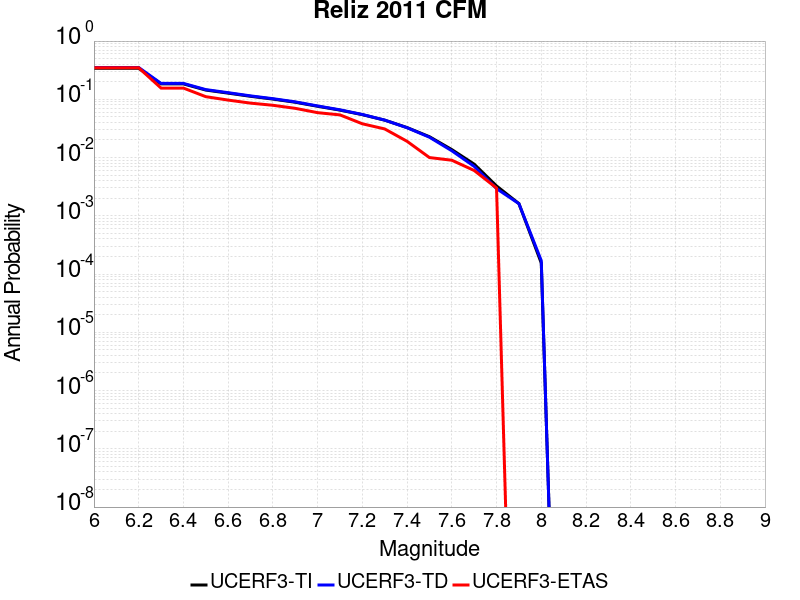 Reliz 2011 CFM
Annual Probability
10^0
10^-1
10^-2
10^-3
10^-4
10^-5
10^-6
10^-7
10^-8
6 6.2 6.4 6.6 6.8 7 7.2 7.4 7.6 7.8 8 8.2 8.4 8.6 8.8 9
Magnitude
UCERF3-TI UCERF3-TD UCERF3-ETAS